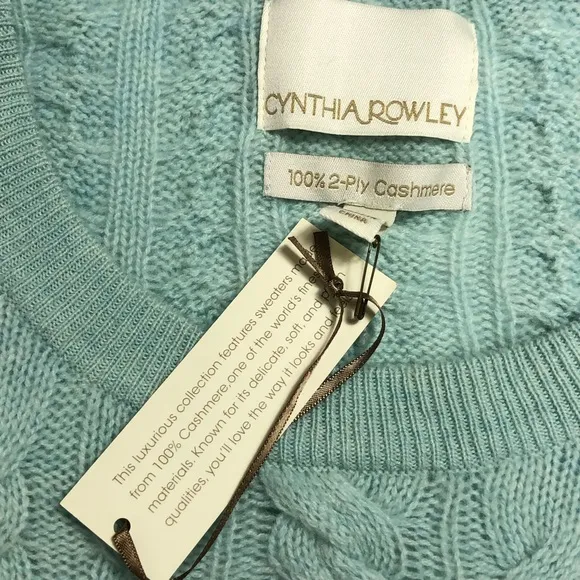 CYNTHIA ROWLEY
100% 2-Ply Cashmere
CHINA
This luxurious collection features sweaters
from 100% Cashmere, one of the world's
materials. Known for its delicate, soft, and
qualities, you'll love the way it looks and